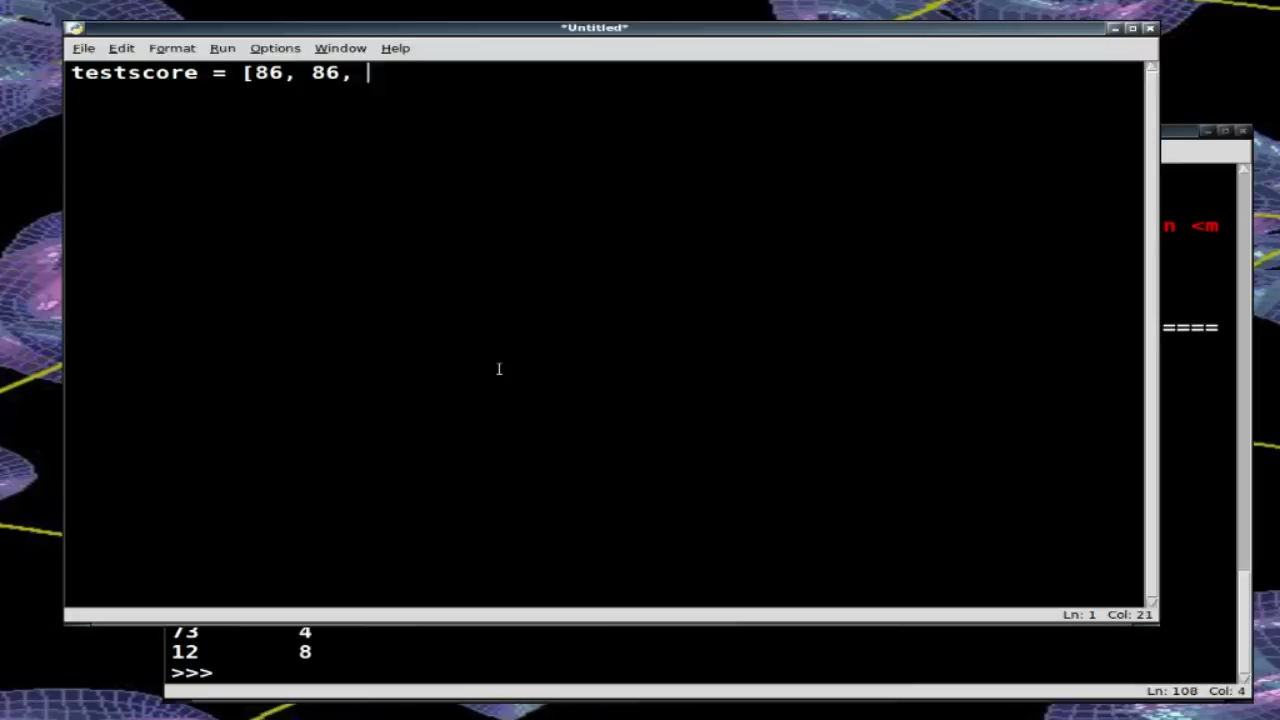 *Untitled*
File Edit Format Run Options Window Help
testscore = [86, 86,
n <m
====
Ln: 1 Col: 21
73 4
12 8
>>>
Ln: 108 Col: 4